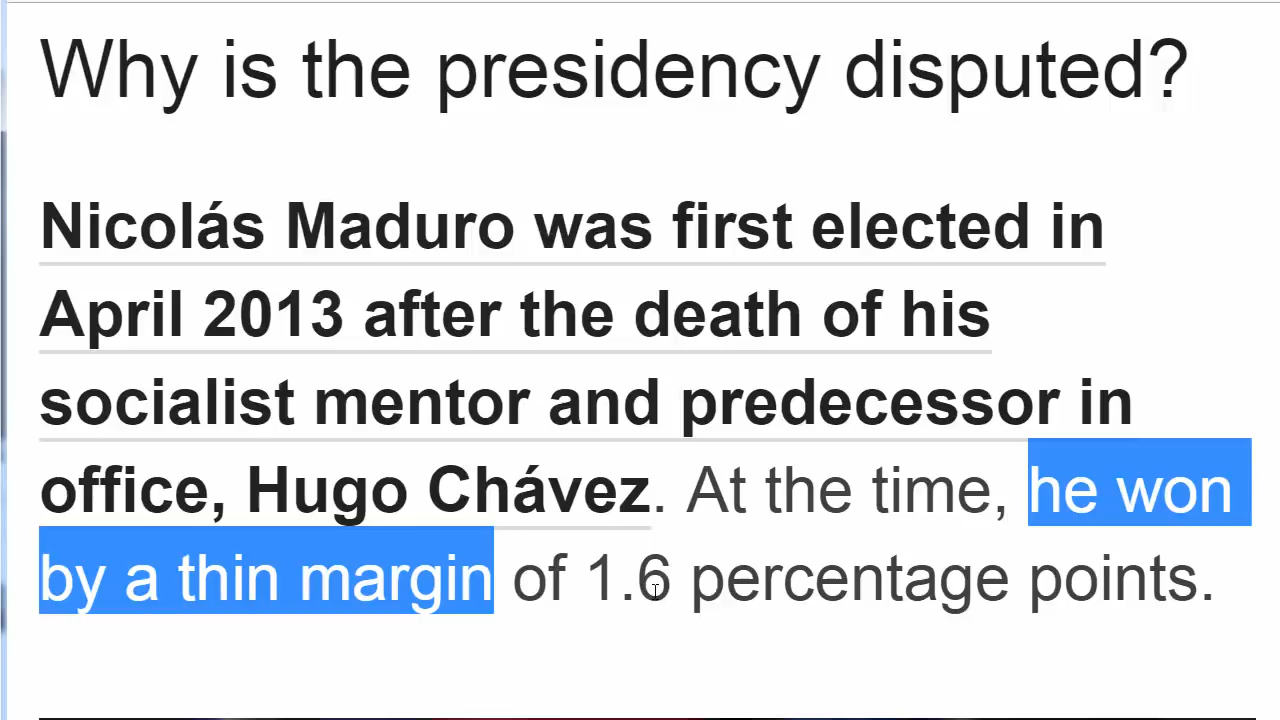 Why is the presidency disputed?
Nicolás Maduro was first elected in
April 2013 after the death of his
socialist mentor and predecessor in
office, Hugo Chávez. At the time, he won
by a thin margin of 1.6 percentage points.